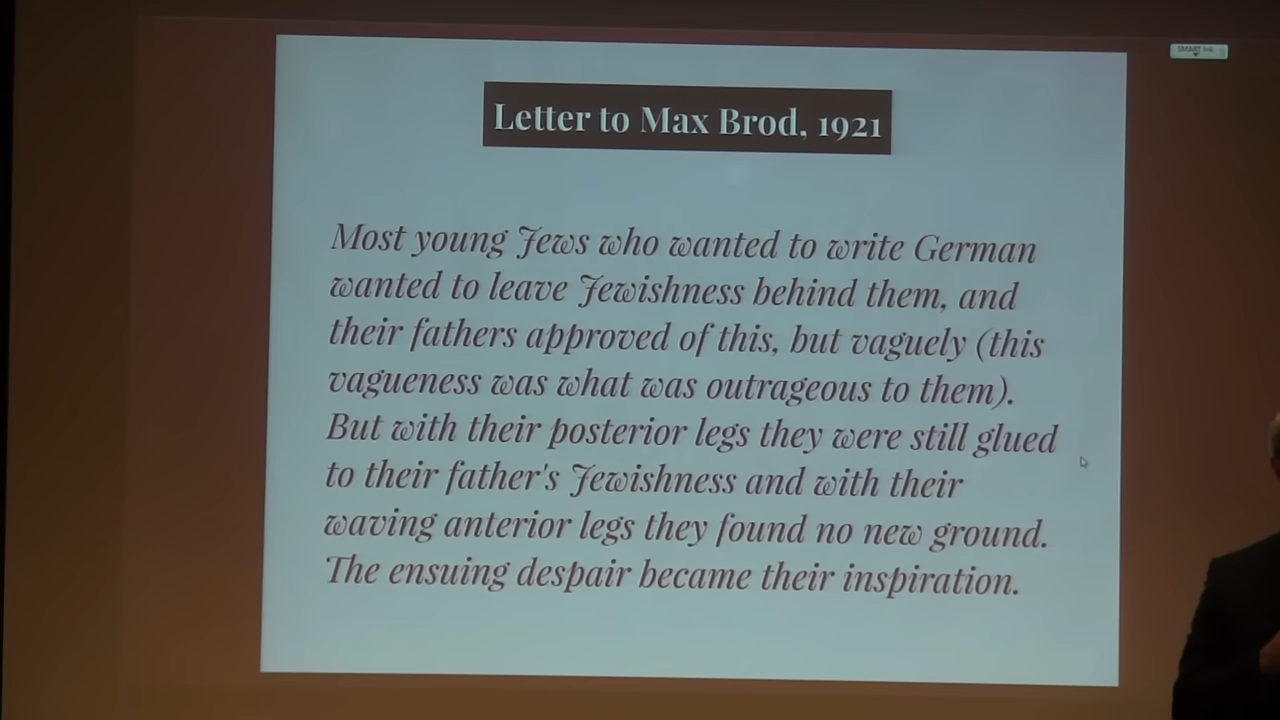 SMART Ink
Letter to Max Brod, 1921
Most young Jews who wanted to write German
wanted to leave Jewishness behind them, and
their fathers approved of this, but vaguely (this
vagueness was what was outrageous to them).
But with their posterior legs they were still glued
to their father's Jewishness and with their
waving anterior legs they found no new ground.
The ensuing despair became their inspiration.